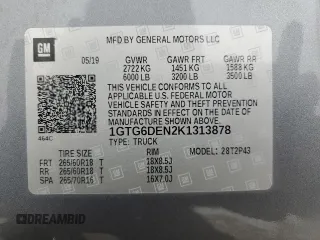 GM
MFD BY GENERAL MOTORS LLC
05/19 GVWR GAWR FRT GAWR RR
2722 KG 1451 KG 1588 KG
6000 LB 3200 LB 3500 LB
THIS VEHICLE CONFORMS TO ALL APPLICABLE U.S.
FEDERAL MOTOR VEHICLE SAFETY AND THEFT
PREVENTION STANDARDS IN EFFECT ON THE DATE
OF MANUFACTURE SHOWN ABOVE.
1GTG6DEN2K1313878
464C TYPE: TRUCK MODEL: 28T2P43
TIRE SIZE RIM
FRT 265/60R18 T 18X8.5J
RR 265/60R18 T 18X8.5J
SPA 265/70R16 T 16X7.0J
DREAMBID